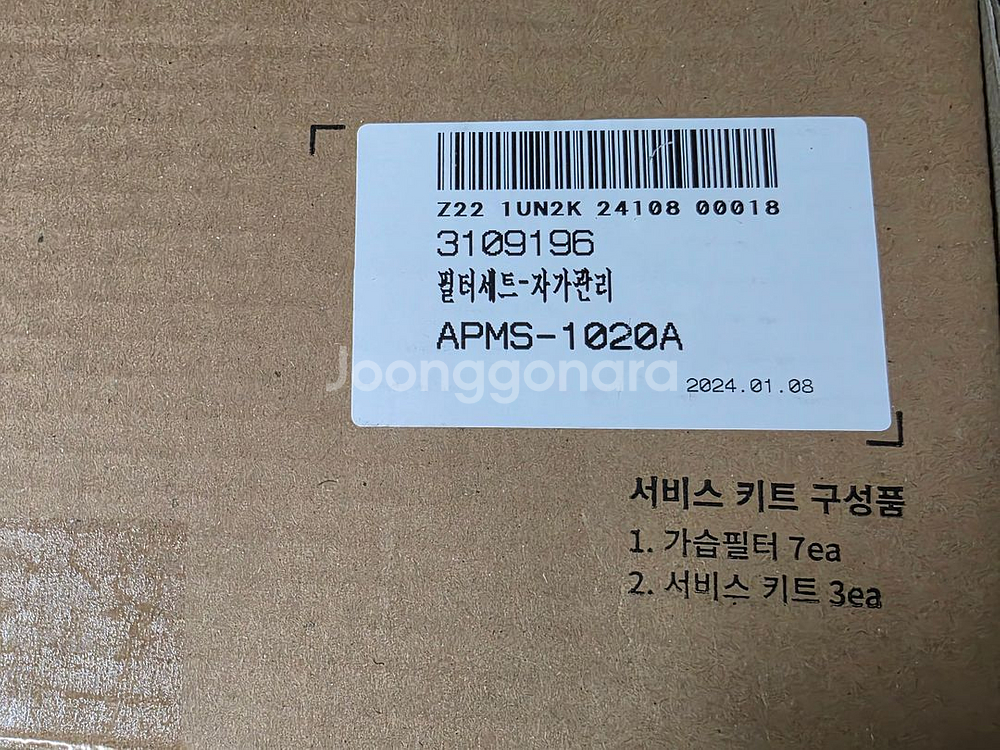 Z22 1UN2K 24108 00018
3109196
필터세트-자가관리
APMS-1020A
Joonggonara
2024.01.08
서비스 키트 구성품
1. 가습필터 7ea
2. 서비스 키트 3ea